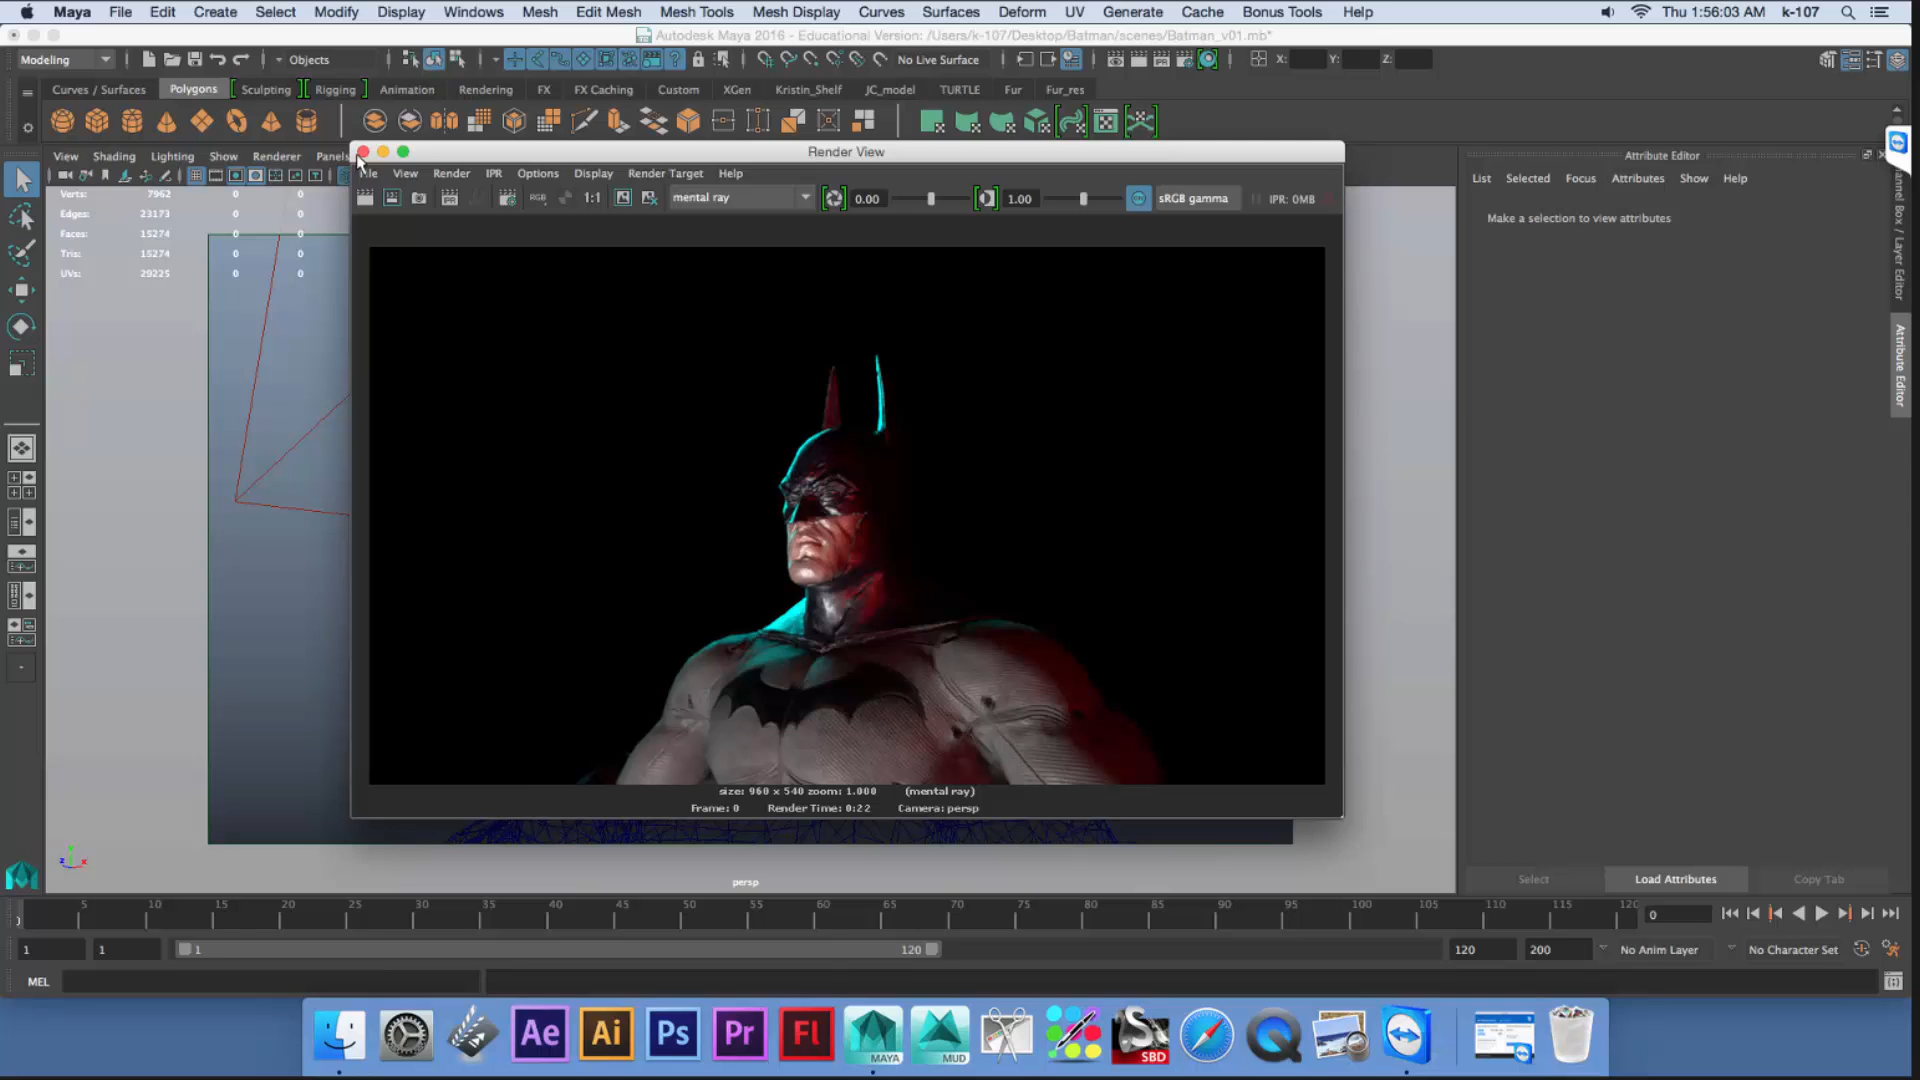 Maya File Edit Create Select Modify Display Windows Mesh Edit Mesh Mesh Tools Mesh Display Curves Surfaces Deform UV Generate Cache Bonus Tools Help Thu 1:56:03 AM k-107
Autodesk Maya 2016 - Educational Version: /Users/k-107/Desktop/Batman/scenes/Batman_v01.mb*
Modeling Objects No Live Surface X: Y: Z:
Curves / Surfaces Polygons Sculpting Rigging Animation Rendering FX FX Caching Custom XGen Kristin_Shelf JC_model TURTLE Fur Fur_res
View Shading Lighting Show Renderer Panels
Render View
Attribute Editor
View Render IPR Options Display Render Target Help
List Selected Focus Attributes Show Help
RGB 1:1 mental ray 0.00 1.00 sRGB gamma IPR: 0MB
Verts: 7962 0 0
Edges: 23173 0 0
Faces: 15274 0 0
Tris: 15274 0 0
UVs: 29225 0 0
Make a selection to view attributes
Layer Editor
Attribute Editor
size: 960 x 540 zoom: 1.000 (mental ray)
Frame: 0 Render Time: 0:22 Camera: persp
persp
Select Load Attributes Copy Tab
5 10 15 20 25 30 35 40 45 50 55 60 65 70 75 80 85 90 95 100 105 110 115 0
1 1 1 120 120 200 No Anim Layer No Character Set
MEL
Ae Ai Ps Pr Fl MAYA MUD SBD